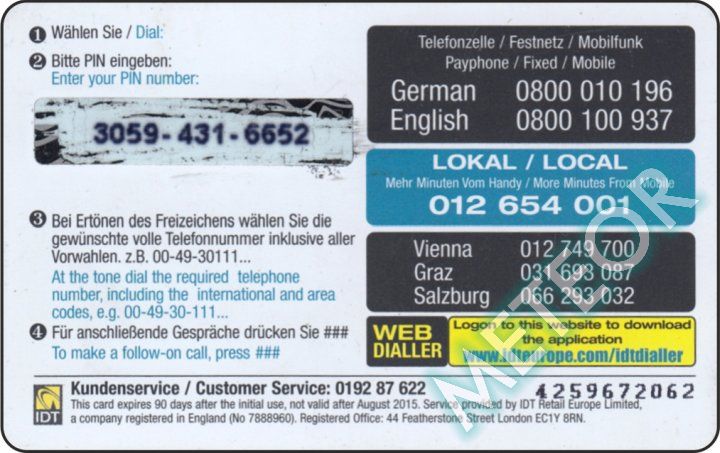 1 Wählen Sie / Dial:
2 Bitte PIN eingeben:
Enter your PIN number:
3059-431-6652
3 Bei Ertönen des Freizeichens wählen Sie die
gewünschte volle Telefonnummer inklusive aller
Vorwahlen. z.B. 00-49-30111...
At the tone dial the required telephone
number, including the international and area
codes, e.g. 00-49-30-111...
4 Für anschließende Gespräche drücken Sie ###
To make a follow-on call, press ###
Telefonzelle / Festnetz / Mobilfunk
Payphone / Fixed / Mobile
German 0800 010 196
English 0800 100 937
LOKAL / LOCAL
Mehr Minuten Vom Handy / More Minutes From Mobile
012 654 001
Vienna 012 749 700
Graz 031 693 087
Salzburg 066 293 032
WEB
DIALLER
Logon to this website to download
the application
www.idteurope.com/idtdialler
METEOR
IDT
Kundenservice / Customer Service: 0192 87 622
4259672062
This card expires 90 days after the initial use, not valid after August 2015. Service provided by IDT Retail Europe Limited,
a company registered in England (No 7888960). Registered Office: 44 Featherstone Street London EC1Y 8RN.